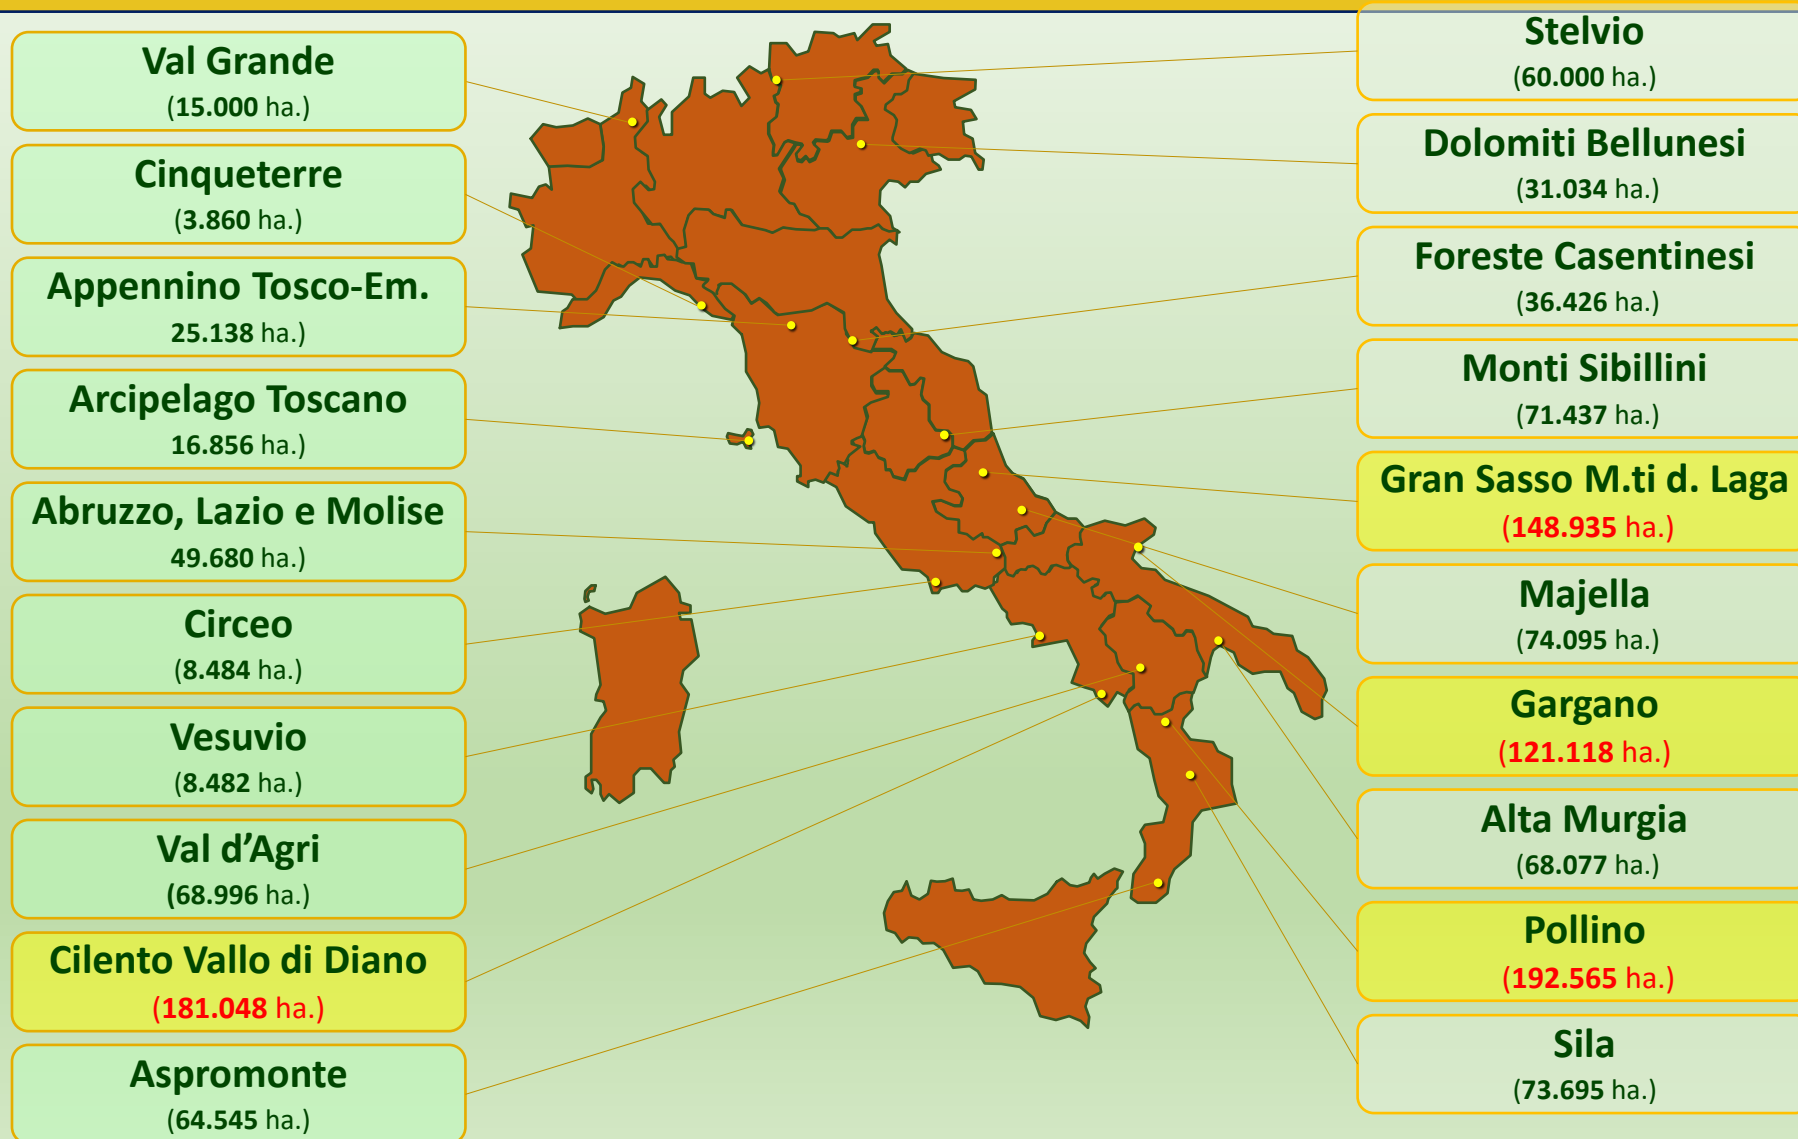 Val Grande
(15.000 ha.)
Cinqueterre
(3.860 ha.)
Appennino Tosco-Em.
25.138 ha.)
Arcipelago Toscano
16.856 ha.)
Abruzzo, Lazio e Molise
49.680 ha.)
Circeo
(8.484 ha.)
Vesuvio
(8.482 ha.)
Val d’Agri
(68.996 ha.)
Cilento Vallo di Diano
(181.048 ha.)
Aspromonte
(64.545 ha.)
Stelvio
(60.000 ha.)
Dolomiti Bellunesi
(31.034 ha.)
Foreste Casentinesi
(36.426 ha.)
Monti Sibillini
(71.437 ha.)
Gran Sasso M.ti d. Laga
(148.935 ha.)
Majella
(74.095 ha.)
Gargano
(121.118 ha.)
Alta Murgia
(68.077 ha.)
Pollino
(192.565 ha.)
Sila
(73.695 ha.)